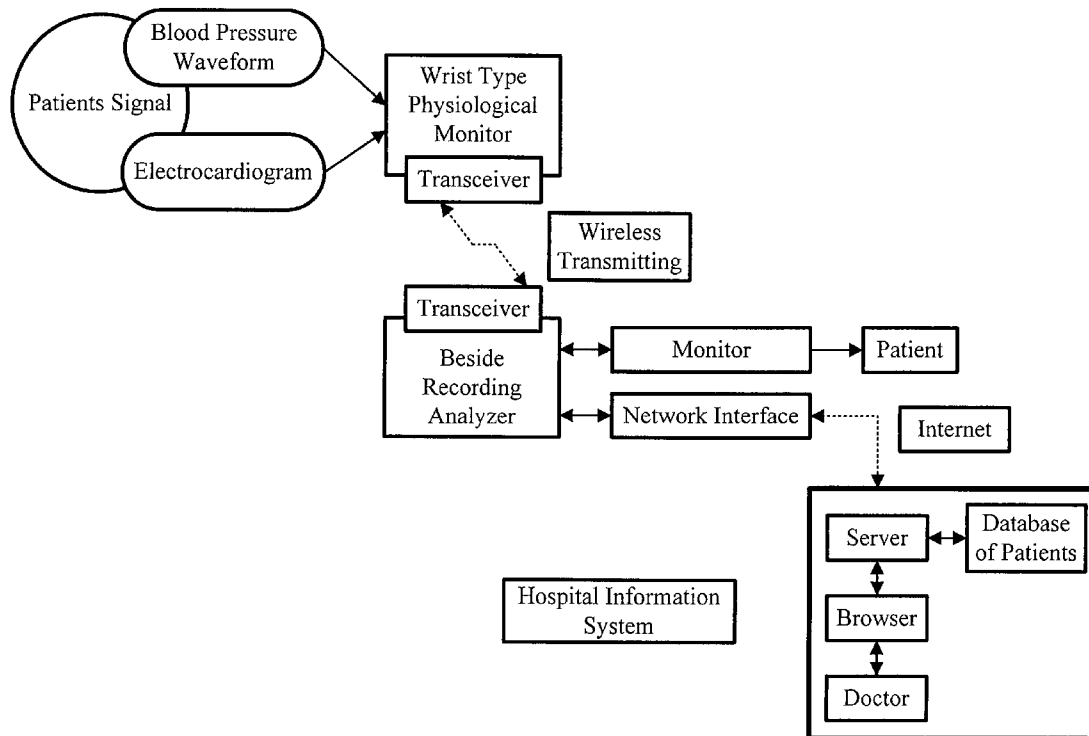 Blood Pressure
Waveform
Patients Signal
Electrocardiogram
Wrist Type
Physiological
Monitor
Transceiver
Wireless
Transmitting
Transceiver
Beside
Recording
Analyzer
Monitor
Patient
Network Interface
Internet
Server
Database
of Patients
Hospital Information
System
Browser
Doctor